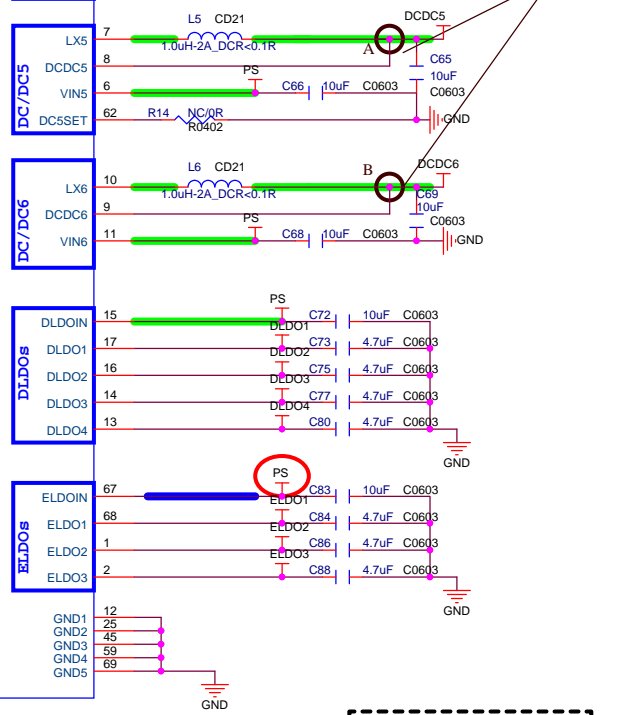 DC/DC5
LX5 7 L5 CD21 1.0uH-2A_DCR<0.1R A DCDC5
DCDC5 8 C65 10uF C0603
VIN5 6 PS C66 10uF C0603
DC5SET 62 R14 NC/0R R0402 GND
DC/DC6
LX6 10 L6 CD21 1.0uH-2A_DCR<0.1R B DCDC6
DCDC6 9 C69 10uF C0603
VIN6 11 PS C68 10uF C0603 GND
DLDOs
DLDOIN 15 PS C72 10uF C0603
DLDO1 17 DLDO1 C73 4.7uF C0603
DLDO2 16 DLDO2 C75 4.7uF C0603
DLDO3 14 DLDO3 C77 4.7uF C0603
DLDO4 13 DLDO4 C80 4.7uF C0603
GND
ELDOs
ELDOIN 67 PS C83 10uF C0603
ELDO1 68 ELDO1 C84 4.7uF C0603
ELDO2 1 ELDO2 C86 4.7uF C0603
ELDO3 2 ELDO3 C88 4.7uF C0603
GND
GND1 12
GND2 25
GND3 45
GND4 59
GND5 69
GND